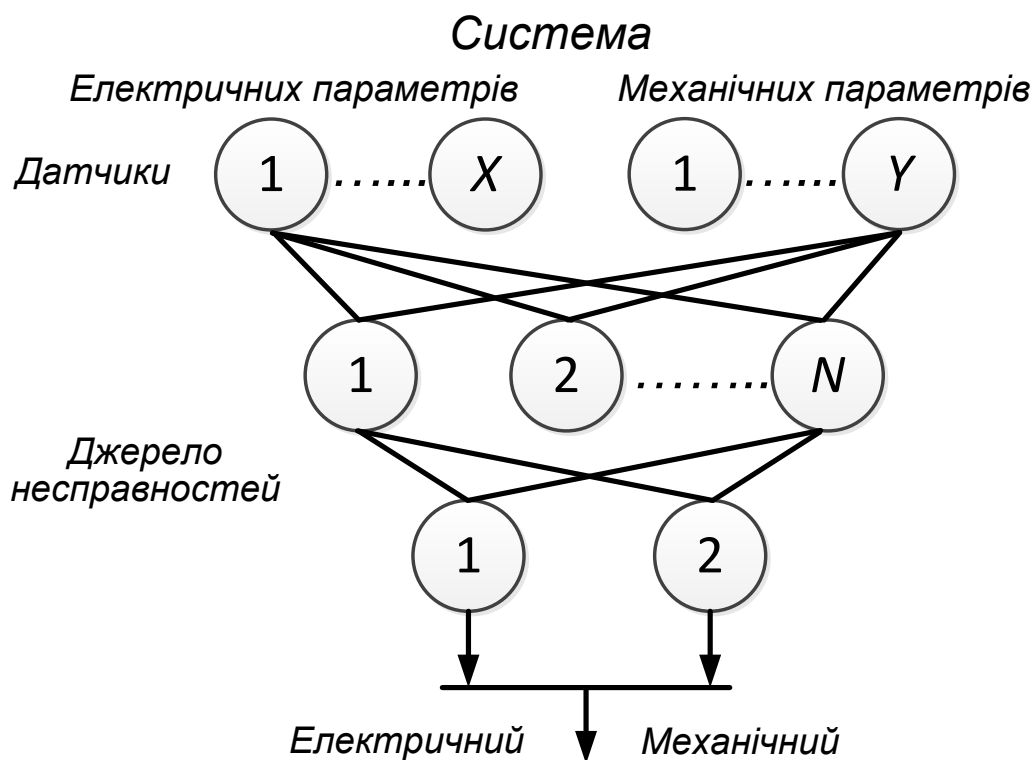 Система
Електричних параметрів Механічних параметрів
Датчики 1 ....... X 1 ....... Y
1 2 ........ N
Джерело
несправностей
1 2
Електричний Механічний